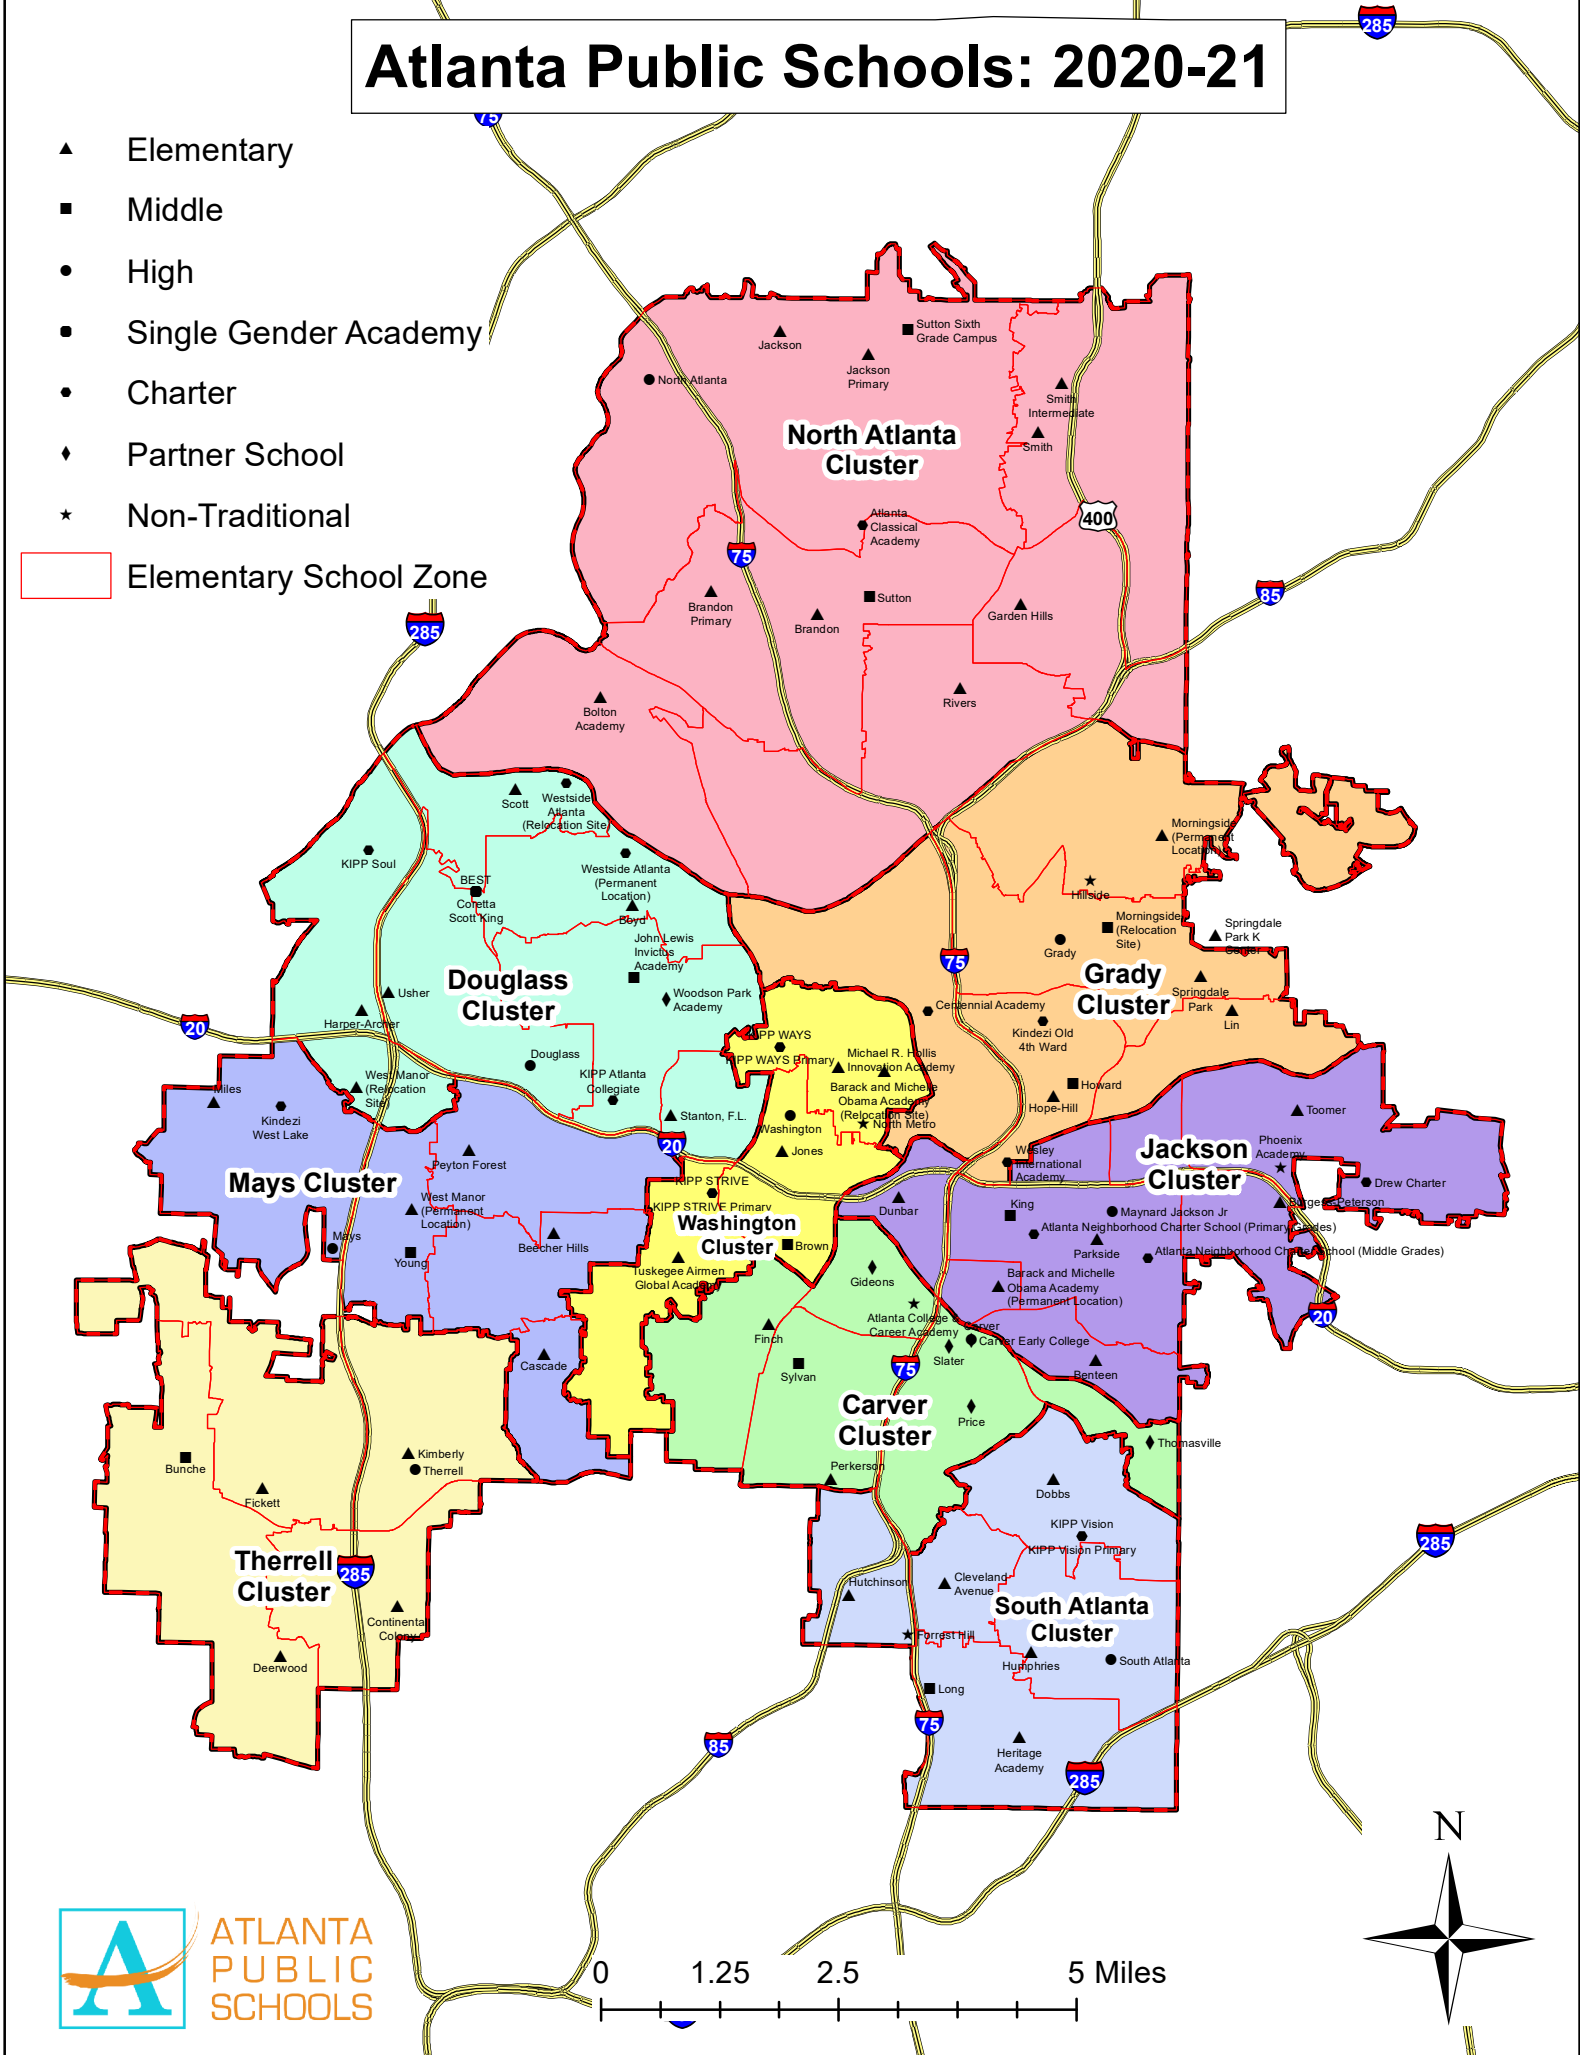 Atlanta Public Schools: 2020-21
285
75
Elementary
Middle
High
Single Gender Academy
Charter
Partner School
Non-Traditional
Elementary School Zone
Jackson
Sutton Sixth
Grade Campus
Jackson
Primary
North Atlanta
Smith
Intermediate
Smith
North Atlanta
Cluster
400
Atlanta
Classical
Academy
75
85
285
Brandon
Primary
Brandon
Sutton
Garden Hills
Bolton
Academy
Rivers
Scott
Westside
Atlanta
(Relocation Site)
KIPP Soul
Westside Atlanta
(Permanent
Location)
BEST
Coretta
Scott King
Boyd
John Lewis
Invictus
Academy
Douglass
Cluster
Woodson Park
Academy
Usher
Harper-Archer
20
Douglass
KIPP Atlanta
Collegiate
West Manor
(Relocation
Site)
Stanton, F.L.
20
Morningside
(Permanent
Location)
Hillside
Morningside
(Relocation
Site)
Springdale
Park K
Center
Grady
75
Grady
Cluster
Springdale
Park
Lin
Centennial Academy
Kindezi Old
4th Ward
Howard
Hope-Hill
KIPP WAYS
KIPP WAYS Primary
Michael R. Hollis
Innovation Academy
Barack and Michelle
Obama Academy
(Relocation Site)
North Metro
Washington
Jones
KIPP STRIVE
KIPP STRIVE Primary
Washington
Cluster
Brown
Tuskegee Airmen
Global Academy
Miles
Kindezi
West Lake
Mays Cluster
Peyton Forest
West Manor
(Permanent
Location)
Mays
Young
Beecher Hills
Cascade
Toomer
Jackson
Cluster
Phoenix
Academy
Drew Charter
Wesley
International
Academy
Burgess-Peterson
Dunbar
King
Maynard Jackson Jr
Atlanta Neighborhood Charter School (Primary Grades)
Parkside
Atlanta Neighborhood Charter School (Middle Grades)
Barack and Michelle
Obama Academy
(Permanent Location)
20
Benteen
Gideons
Atlanta College &
Career Academy
Carver
Carver Early College
Slater
Finch
Sylvan
75
Carver
Cluster
Price
Thomasville
Perkerson
Bunche
Kimberly
Therrell
Fickett
Therrell
Cluster
285
Continental
Colony
Deerwood
Dobbs
KIPP Vision
KIPP Vision Primary
Hutchinson
Cleveland
Avenue
South Atlanta
Cluster
Forrest Hill
Humphries
South Atlanta
Long
75
85
Heritage
Academy
285
285
N
ATLANTA
PUBLIC
SCHOOLS
0 1.25 2.5 5 Miles